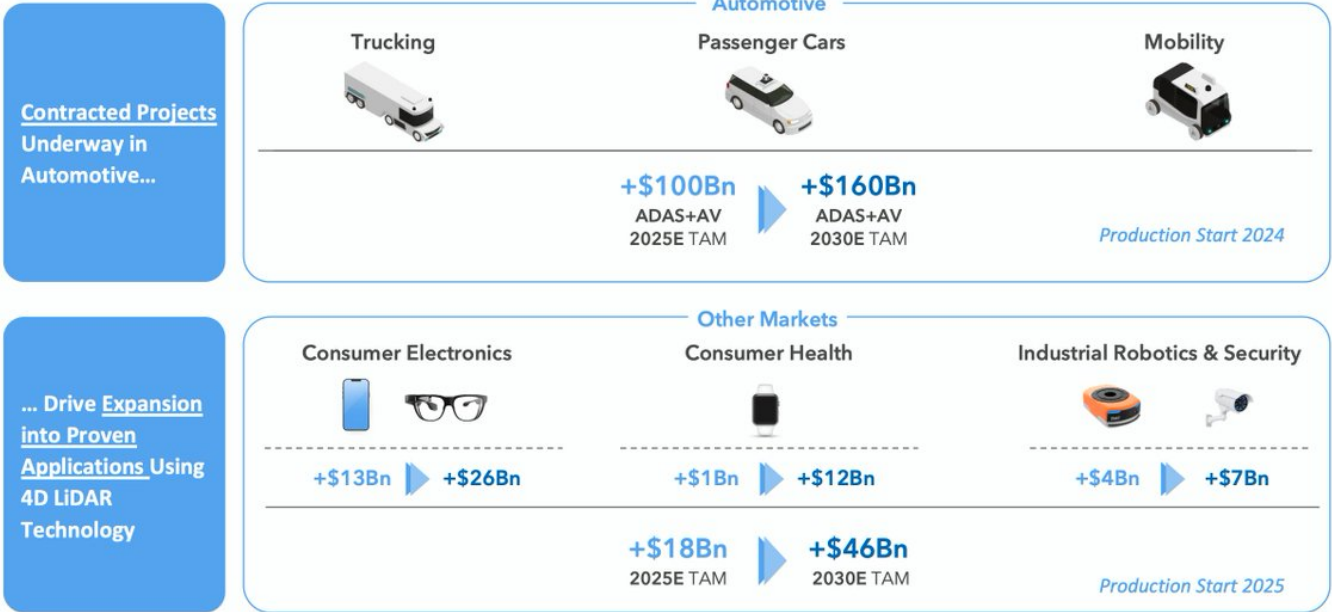 Automotive
Trucking
Passenger Cars
Mobility
Contracted Projects
Underway in
Automotive...
+$100Bn
+$160Bn
ADAS+AV
ADAS+AV
2025E TAM
2030E TAM
Production Start 2024
Other Markets
Consumer Electronics
Consumer Health
Industrial Robotics & Security
... Drive Expansion
into Proven
Applications Using
4D LiDAR
Technology
+$13Bn
+$26Bn
+$1Bn
+$12Bn
+$4Bn
+$7Bn
+$18Bn
+$46Bn
2025E TAM
2030E TAM
Production Start 2025